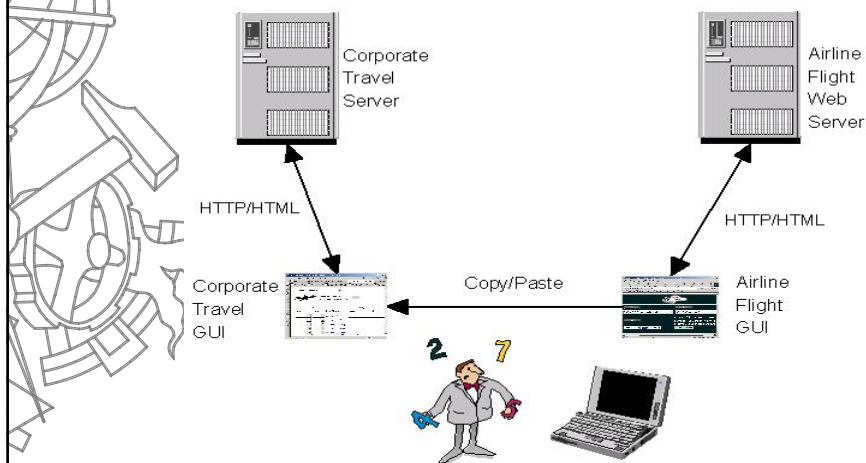 Corporate
Travel
Server
Airline
Flight
Web
Server
HTTP/HTML
HTTP/HTML
Corporate
Travel
GUI
Copy/Paste
Airline
Flight
GUI
2
7
4